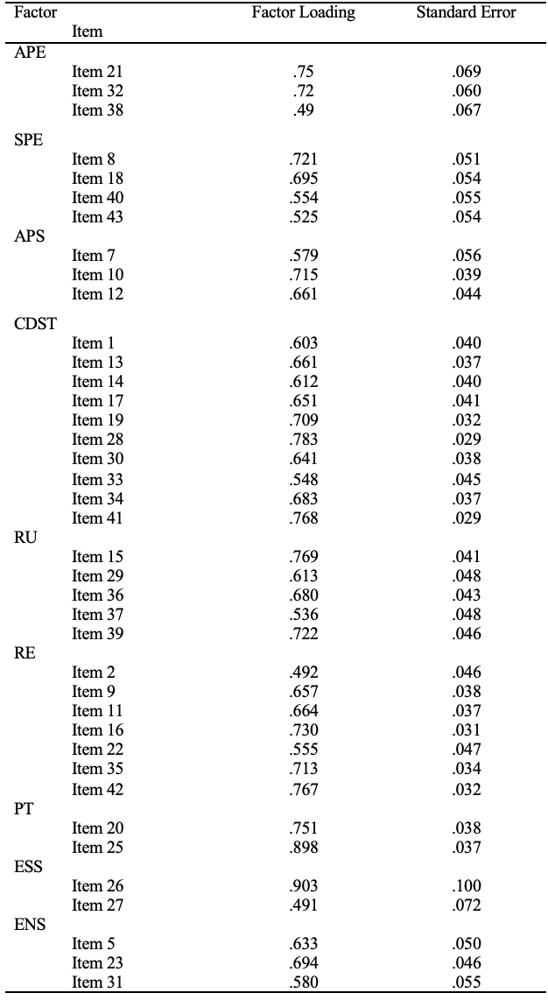 Factor Factor Loading Standard Error
Item
APE
Item 21 .75 .069
Item 32 .72 .060
Item 38 .49 .067
SPE
Item 8 .721 .051
Item 18 .695 .054
Item 40 .554 .055
Item 43 .525 .054
APS
Item 7 .579 .056
Item 10 .715 .039
Item 12 .661 .044
CDST
Item 1 .603 .040
Item 13 .661 .037
Item 14 .612 .040
Item 17 .651 .041
Item 19 .709 .032
Item 28 .783 .029
Item 30 .641 .038
Item 33 .548 .045
Item 34 .683 .037
Item 41 .768 .029
RU
Item 15 .769 .041
Item 29 .613 .048
Item 36 .680 .043
Item 37 .536 .048
Item 39 .722 .046
RE
Item 2 .492 .046
Item 9 .657 .038
Item 11 .664 .037
Item 16 .730 .031
Item 22 .555 .047
Item 35 .713 .034
Item 42 .767 .032
PT
Item 20 .751 .038
Item 25 .898 .037
ESS
Item 26 .903 .100
Item 27 .491 .072
ENS
Item 5 .633 .050
Item 23 .694 .046
Item 31 .580 .055